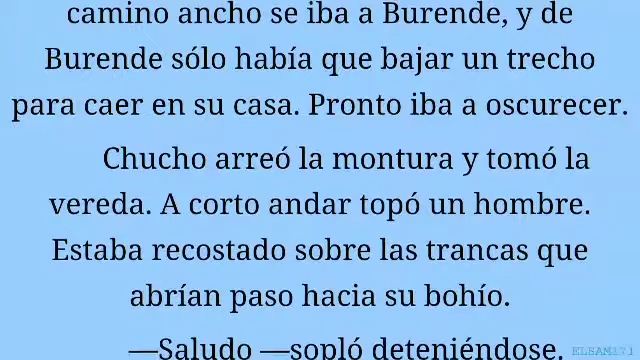 camino ancho se iba a Burende, y de
Burende sólo había que bajar un trecho
para caer en su casa. Pronto iba a oscurecer.
Chucho arreó la montura y tomó la
vereda. A corto andar topó un hombre.
Estaba recostado sobre las trancas que
abrían paso hacia su bohío.
—Saludo —sopló deteniéndose.
ELSAM171